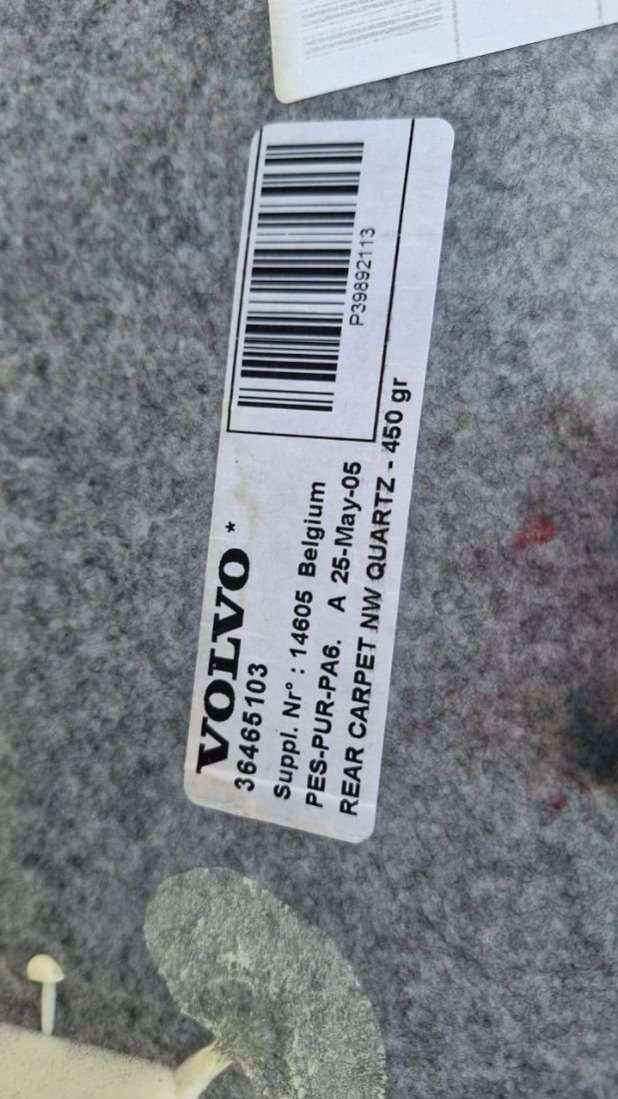 VOLVO *
36465103
Suppl. Nr° : 14605 Belgium
PES-PUR-PA6. A 25-May-05
REAR CARPET NW QUARTZ - 450 gr
P39892113